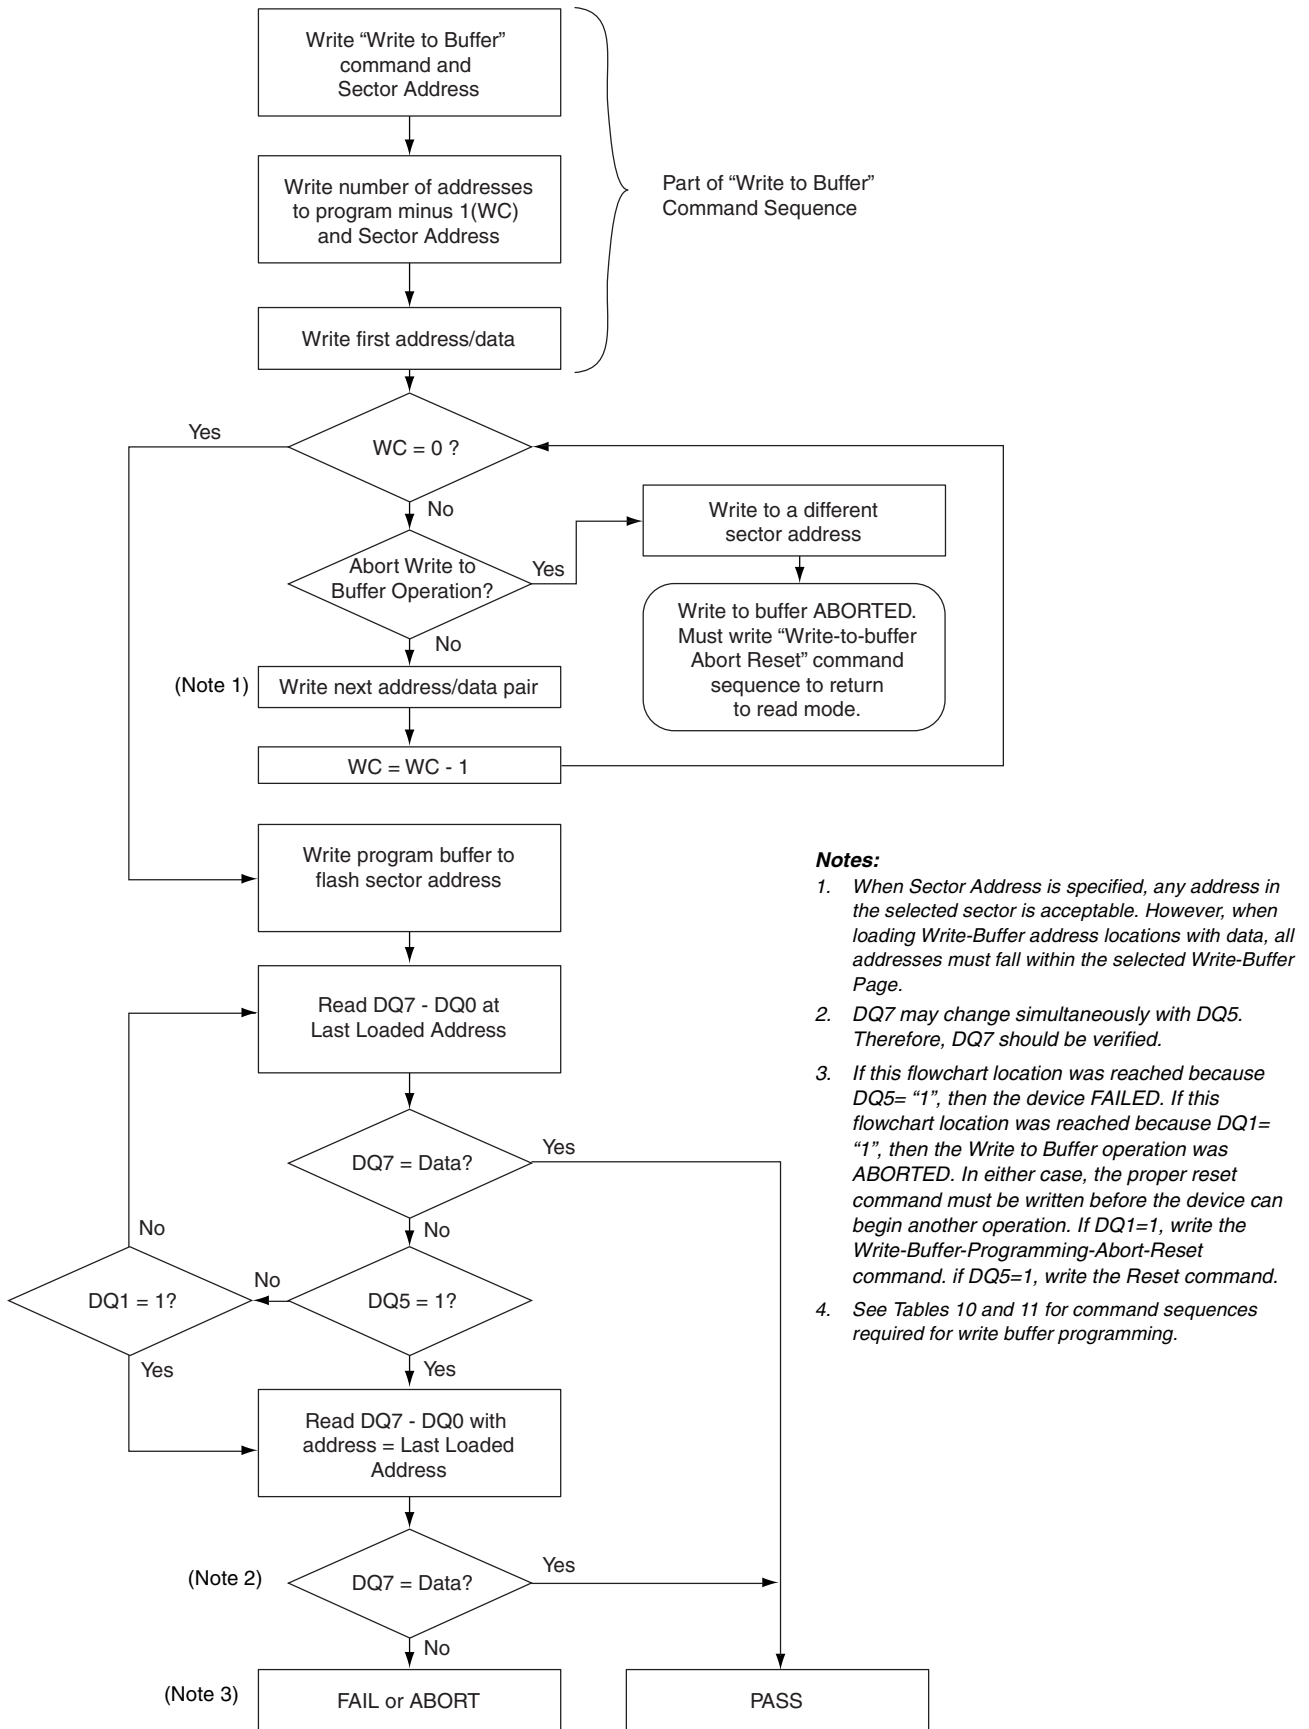 Write “Write to Buffer”
command and
Sector Address
Write number of addresses
to program minus 1(WC)
and Sector Address
Part of “Write to Buffer”
Command Sequence
Write first address/data
Yes
WC = 0 ?
No
Write to a different
sector address
Abort Write to
Buffer Operation?
Yes
Write to buffer ABORTED.
Must write “Write-to-buffer
Abort Reset” command
sequence to return
to read mode.
No
(Note 1)
Write next address/data pair
WC = WC - 1
Write program buffer to
flash sector address
Read DQ7 - DQ0 at
Last Loaded Address
DQ7 = Data?
Yes
No
No
DQ1 = 1?
No
DQ5 = 1?
Yes
Yes
Read DQ7 - DQ0 with
address = Last Loaded
Address
(Note 2)
DQ7 = Data?
Yes
No
(Note 3)
FAIL or ABORT
PASS
Notes:
1. When Sector Address is specified, any address in
the selected sector is acceptable. However, when
loading Write-Buffer address locations with data, all
addresses must fall within the selected Write-Buffer
Page.
2. DQ7 may change simultaneously with DQ5.
Therefore, DQ7 should be verified.
3. If this flowchart location was reached because
DQ5= “1”, then the device FAILED. If this
flowchart location was reached because DQ1=
“1”, then the Write to Buffer operation was
ABORTED. In either case, the proper reset
command must be written before the device can
begin another operation. If DQ1=1, write the
Write-Buffer-Programming-Abort-Reset
command. if DQ5=1, write the Reset command.
4. See Tables 10 and 11 for command sequences
required for write buffer programming.